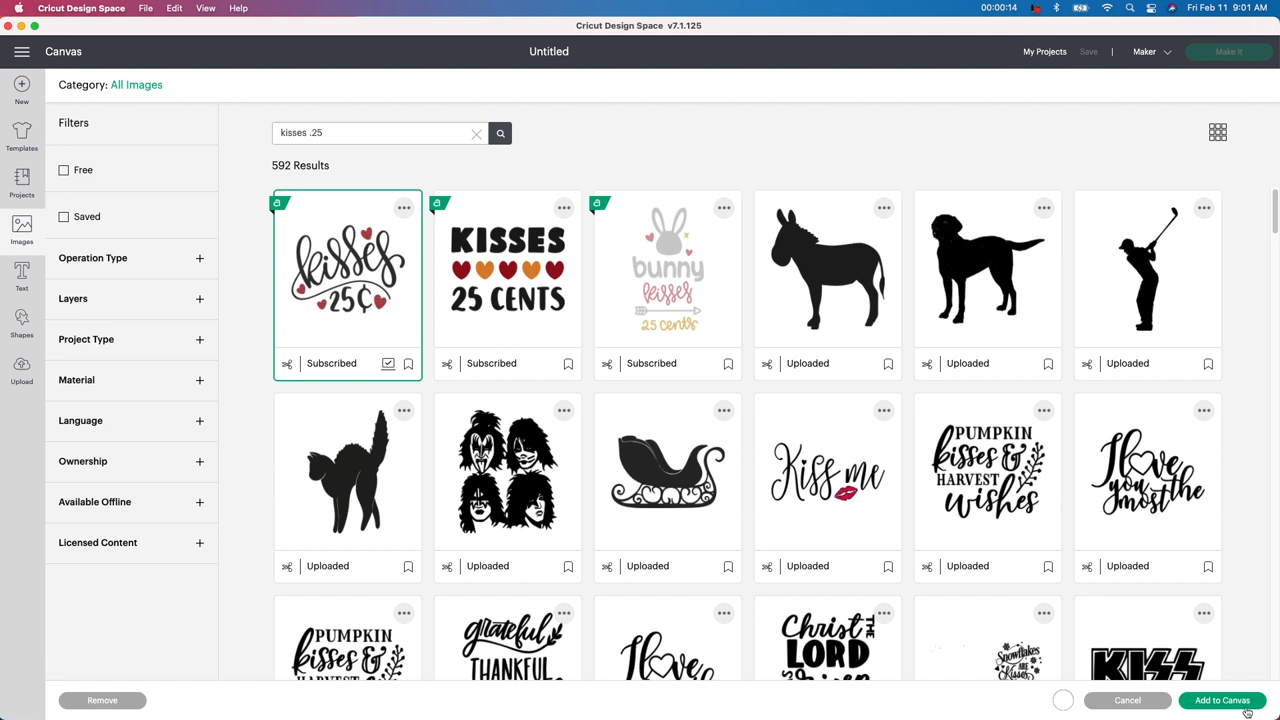 Cricut Design Space File Edit View Help 00:00:14 Fri Feb 11 9:01 AM
Cricut Design Space v7.1.125
Canvas Untitled My Projects Save | Maker Make It
New
Templates
Projects
Images
Text
Shapes
Upload
Category: All Images
Filters
Free
Saved
Operation Type +
Layers +
Project Type +
Material +
Language +
Ownership +
Available Offline +
Licensed Content +
kisses .25
592 Results
a
kisses
25¢
Subscribed
a
KISSES
25 CENTS
Subscribed
a
bunny
kisses
25 cents
Subscribed
Uploaded
Uploaded
Uploaded
Uploaded
Uploaded
Uploaded
Kiss me
Uploaded
PUMPKIN
kisses &
HARVEST
wishes
Uploaded
I love
you the
most
Uploaded
PUMPKIN
kisses &
HARVEST
grateful
THANKFUL
I love
Christ
THE
LORD
Snowflakes
ARE
Kisses
KISS
Remove
Cancel
Add to Canvas